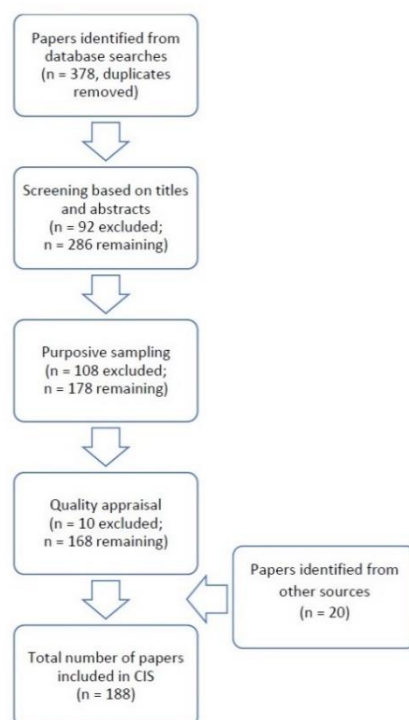 Papers identified from
database searches
(n = 378, duplicates
removed)
Screening based on titles
and abstracts
(n = 92 excluded;
n = 286 remaining)
Purposive sampling
(n = 108 excluded;
n = 178 remaining)
Quality appraisal
(n = 10 excluded;
n = 168 remaining)
Papers identified from
other sources
(n = 20)
Total number of papers
included in CIS
(n = 188)